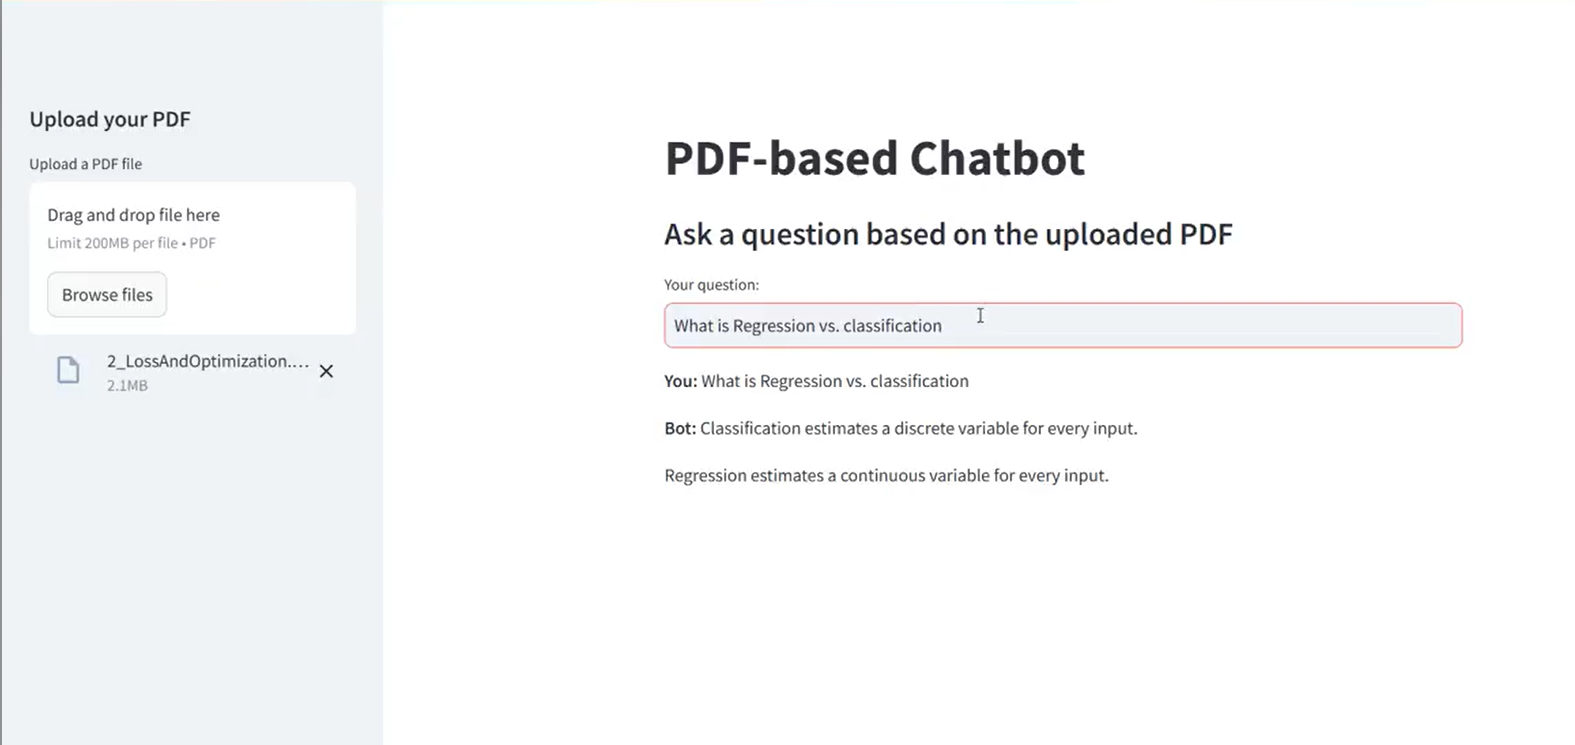 Upload your PDF
Upload a PDF file
Drag and drop file here
Limit 200MB per file • PDF
Browse files
2_LossAndOptimization....
2.1MB
PDF-based Chatbot
Ask a question based on the uploaded PDF
Your question:
What is Regression vs. classification
You: What is Regression vs. classification
Bot: Classification estimates a discrete variable for every input.
Regression estimates a continuous variable for every input.